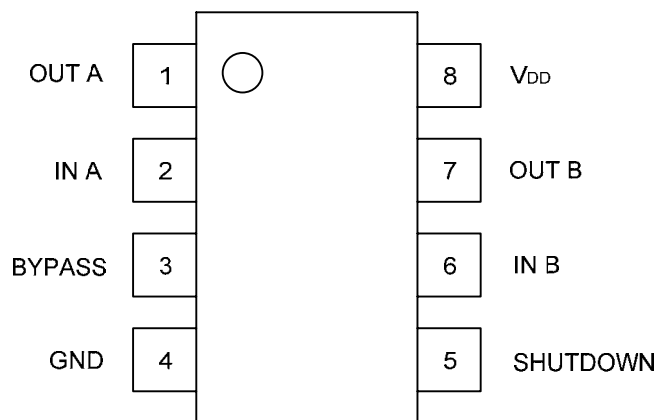 OUT A 1 8 VDD
IN A 2 7 OUT B
BYPASS 3 6 IN B
GND 4 5 SHUTDOWN